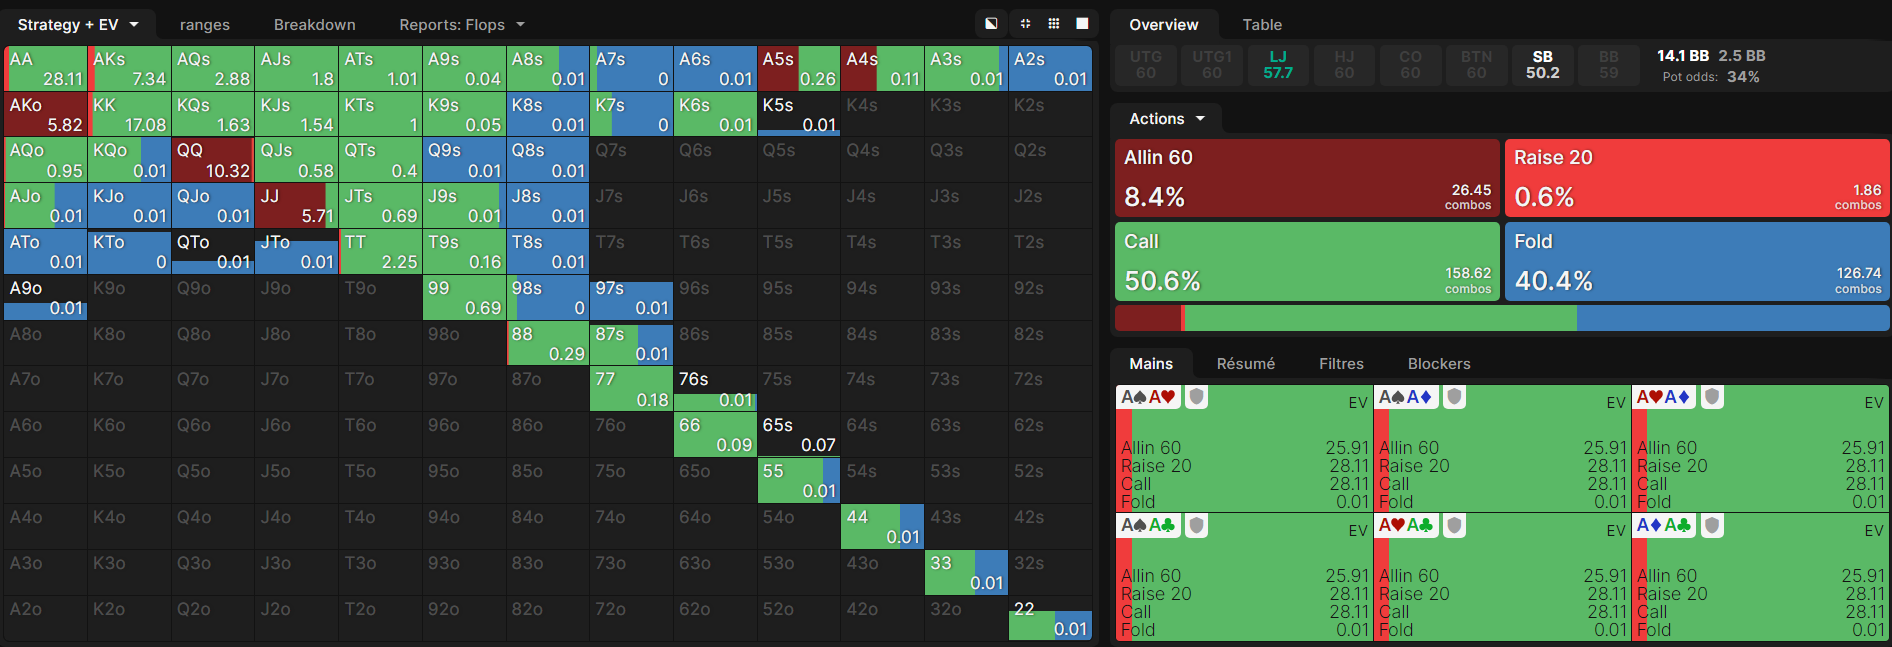 Strategy + EV ranges Breakdown Reports: Flops
AA 28.11 AKs 7.34 AQs 2.88 AJs 1.8 ATs 1.01 A9s 0.04 A8s 0.01 A7s 0 A6s 0.01 A5s 0.26 A4s 0.11 A3s 0.01 A2s 0.01
AKo 5.82 KK 17.08 KQs 1.63 KJs 1.54 KTs 1 K9s 0.05 K8s 0.01 K7s 0 K6s 0.01 K5s 0.01 K4s K3s K2s
AQo 0.95 KQo 0.01 QQ 10.32 QJs 0.58 QTs 0.4 Q9s 0.01 Q8s 0.01 Q7s Q6s Q5s Q4s Q3s Q2s
AJo 0.01 KJo 0.01 QJo 0.01 JJ 5.71 JTs 0.69 J9s 0.01 J8s 0.01 J7s J6s J5s J4s J3s J2s
ATo 0.01 KTo 0 QTo 0.01 JTo 0.01 TT 2.25 T9s 0.16 T8s 0.01 T7s T6s T5s T4s T3s T2s
A9o 0.01 K9o Q9o J9o T9o 99 0.69 98s 0 97s 0.01 96s 95s 94s 93s 92s
A8o K8o Q8o J8o T8o 98o 88 0.29 87s 0.01 86s 85s 84s 83s 82s
A7o K7o Q7o J7o T7o 97o 87o 77 0.18 76s 0.01 75s 74s 73s 72s
A6o K6o Q6o J6o T6o 96o 86o 76o 66 0.09 65s 0.07 64s 63s 62s
A5o K5o Q5o J5o T5o 95o 85o 75o 65o 55 0.01 54s 53s 52s
A4o K4o Q4o J4o T4o 94o 84o 74o 64o 54o 44 0.01 43s 42s
A3o K3o Q3o J3o T3o 93o 83o 73o 63o 53o 43o 33 0.01 32s
A2o K2o Q2o J2o T2o 92o 82o 72o 62o 52o 42o 32o 22 0.01
Overview Table
UTG UTG1 LJ HJ CO BTN SB BB 14.1 BB 2.5 BB
60 60 57.7 60 60 60 50.2 59 Pot odds: 34%
Actions
Allin 60 Raise 20
8.4% 26.45 combos 0.6% 1.86 combos
Call Fold
50.6% 158.62 combos 40.4% 126.74 combos
Mains Résumé Filtres Blockers
A♠A♥ EV A♠A♦ EV A♥A♦ EV
Allin 60 25.91 Allin 60 25.91 Allin 60 25.91
Raise 20 28.11 Raise 20 28.11 Raise 20 28.11
Call 28.11 Call 28.11 Call 28.11
Fold 0.01 Fold 0.01 Fold 0.01
A♠A♣ EV A♥A♣ EV A♦A♣ EV
Allin 60 25.91 Allin 60 25.91 Allin 60 25.91
Raise 20 28.11 Raise 20 28.11 Raise 20 28.11
Call 28.11 Call 28.11 Call 28.11
Fold 0.01 Fold 0.01 Fold 0.01